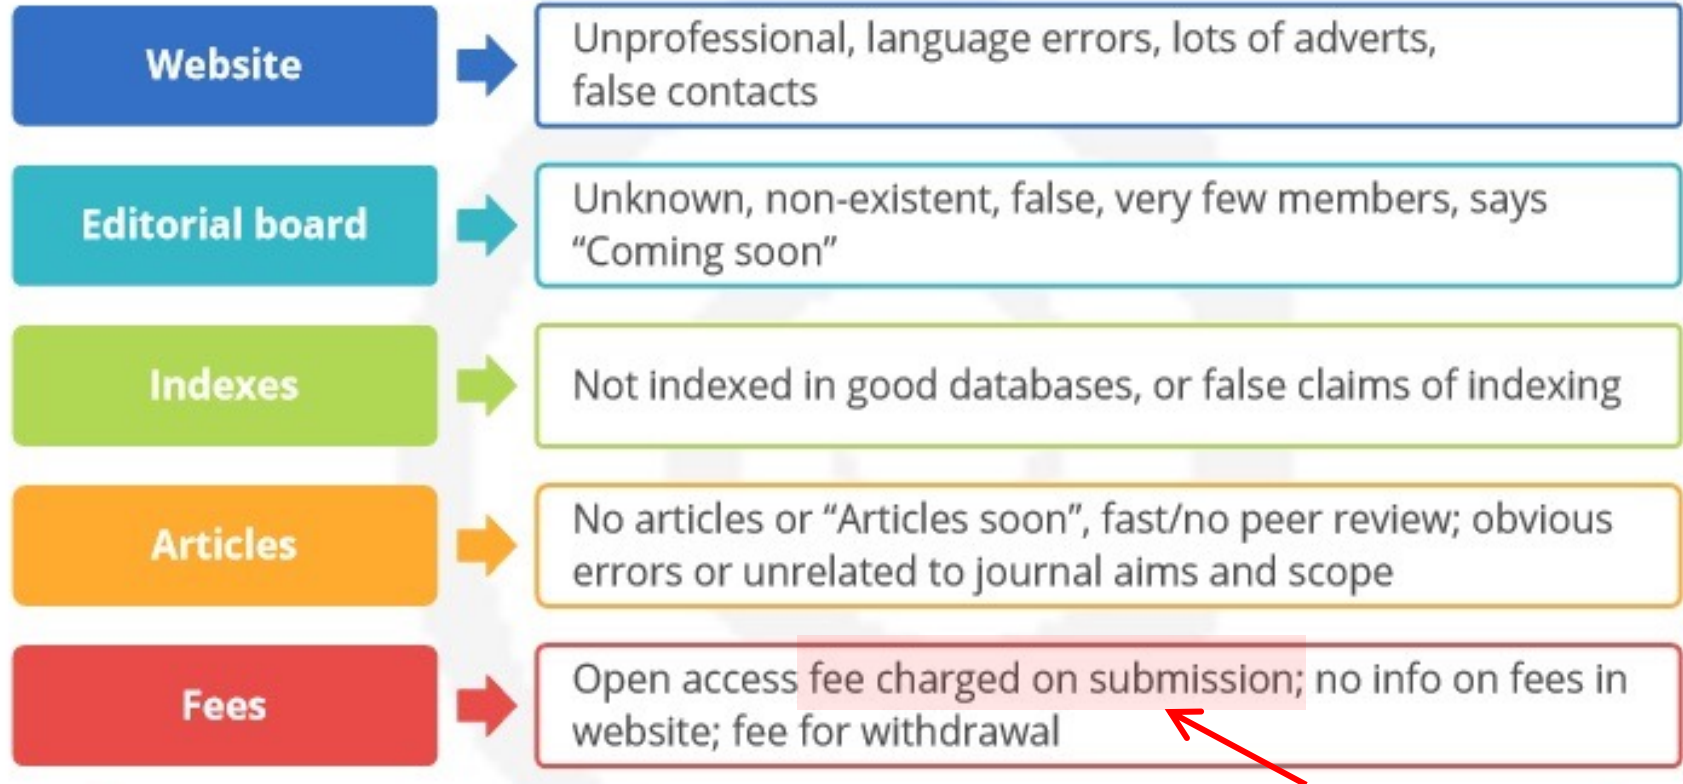 Website
Unprofessional, language errors, lots of adverts,
false contacts
Editorial board
Unknown, non-existent, false, very few members, says
“Coming soon”
Indexes
Not indexed in good databases, or false claims of indexing
Articles
No articles or “Articles soon”, fast/no peer review; obvious
errors or unrelated to journal aims and scope
Fees
Open access fee charged on submission; no info on fees in
website; fee for withdrawal